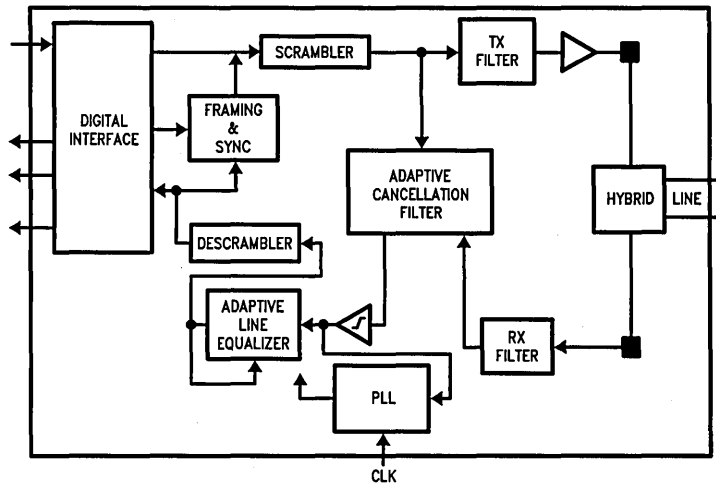 SCRAMBLER
TX
FILTER
DIGITAL
INTERFACE
FRAMING
&
SYNC
ADAPTIVE
CANCELLATION
FILTER
HYBRID
LINE
DESCRAMBLER
ADAPTIVE
LINE
EQUALIZER
RX
FILTER
PLL
CLK